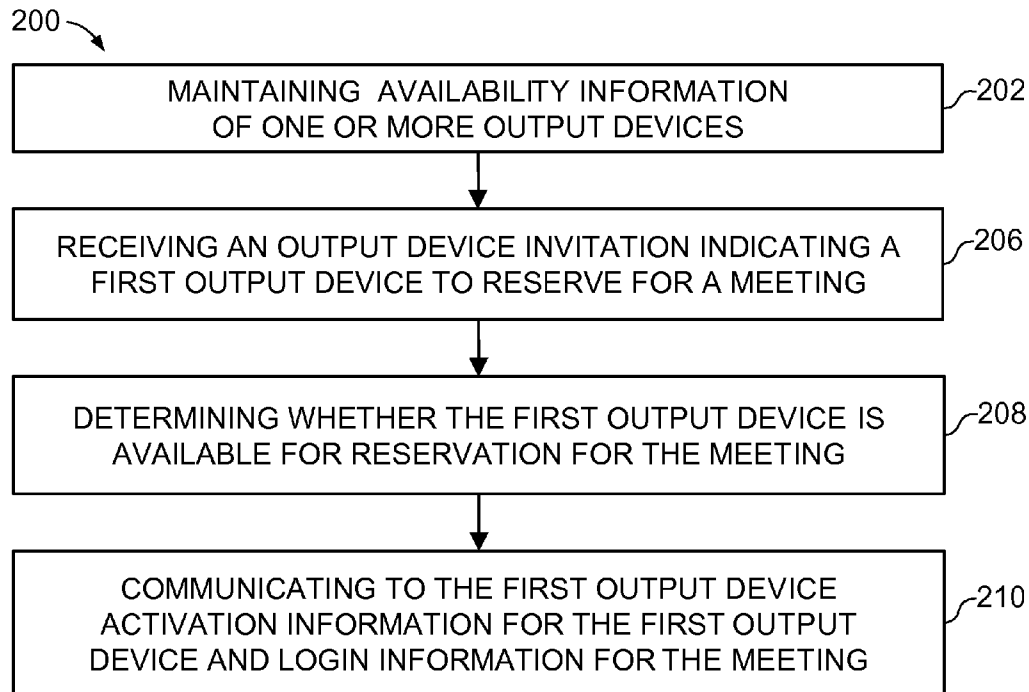 200
MAINTAINING AVAILABILITY INFORMATION
OF ONE OR MORE OUTPUT DEVICES
202
RECEIVING AN OUTPUT DEVICE INVITATION INDICATING A
FIRST OUTPUT DEVICE TO RESERVE FOR A MEETING
206
DETERMINING WHETHER THE FIRST OUTPUT DEVICE IS
AVAILABLE FOR RESERVATION FOR THE MEETING
208
COMMUNICATING TO THE FIRST OUTPUT DEVICE
ACTIVATION INFORMATION FOR THE FIRST OUTPUT
DEVICE AND LOGIN INFORMATION FOR THE MEETING
210